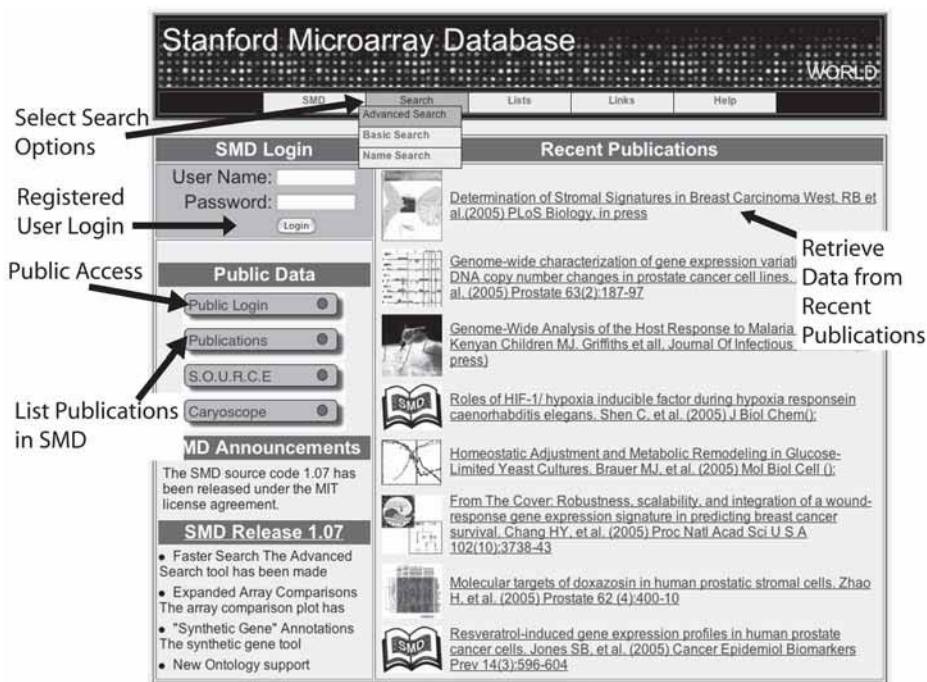 Stanford Microarray Database
WORLD
SMD Search Lists Links Help
Advanced Search
Basic Search
Name Search
Select Search
Options
SMD Login
User Name:
Password:
Login
Registered
User Login
Public Access
Public Data
Public Login
Publications
S.O.U.R.C.E
Caryoscope
List Publications
in SMD
MD Announcements
The SMD source code 1.07 has
been released under the MIT
license agreement.
SMD Release 1.07
• Faster Search The Advanced
Search tool has been made
• Expanded Array Comparisons
The array comparison plot has
• "Synthetic Gene" Annotations
The synthetic gene tool
• New Ontology support
Recent Publications
Determination of Stromal Signatures in Breast Carcinoma West, RB et
al.(2005) PLoS Biology, in press
Retrieve
Data from
Recent
Publications
Genome-wide characterization of gene expression variati
DNA copy number changes in prostate cancer cell lines.
al. (2005) Prostate 63(2):187-97
Genome-Wide Analysis of the Host Response to Malaria
Kenyan Children MJ. Griffiths et all, Journal Of Infectious
press)
SMD
Roles of HIF-1/ hypoxia inducible factor during hypoxia responsein
caenorhabditis elegans. Shen C, et al. (2005) J Biol Chem();
Homeostatic Adjustment and Metabolic Remodeling in Glucose-
Limited Yeast Cultures. Brauer MJ, et al. (2005) Mol Biol Cell ();
From The Cover: Robustness, scalability, and integration of a wound-
response gene expression signature in predicting breast cancer
survival. Chang HY, et al. (2005) Proc Natl Acad Sci U S A
102(10):3738-43
Molecular targets of doxazosin in human prostatic stromal cells. Zhao
H, et al. (2005) Prostate 62 (4):400-10
SMD
Resveratrol-induced gene expression profiles in human prostate
cancer cells. Jones SB, et al. (2005) Cancer Epidemiol Biomarkers
Prev 14(3):596-604